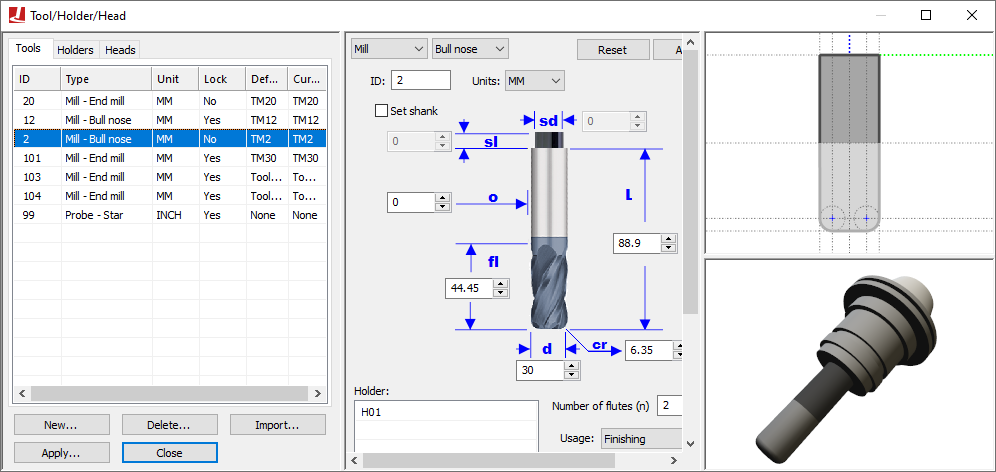 Tool/Holder/Head
Tools Holders Heads
ID Type Unit Lock Def... Cur...
20 Mill - End mill MM No TM20 TM20
12 Mill - Bull nose MM Yes TM12 TM12
2 Mill - Bull nose MM No TM2 TM2
101 Mill - End mill MM Yes TM30 TM30
103 Mill - End mill MM Yes Tool... To...
104 Mill - End mill MM Yes Tool... To...
99 Probe - Star INCH Yes None None
New... Delete... Import...
Apply... Close
Mill Bull nose Reset A
ID: 2 Units: MM
Set shank
sd 0
0 sl
0 o L
88.9
fl
44.45
d cr 6.35
30
Holder:
H01
Number of flutes (n) 2
Usage: Finishing